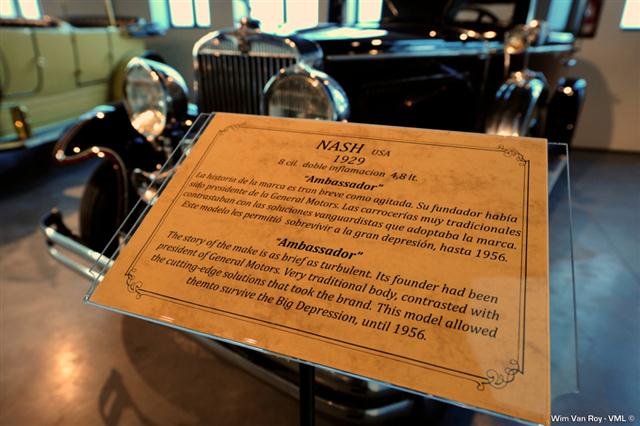 NASH USA
1929
8 cil. doble inflamacion 4,8 lt.
"Ambassador"
La historia de la marca es tran breve como agitada. Su fundador había
sido presidente de la General Motors. Las carrocerías muy tradicionales
contrastaban con las soluciones vanguardistas que adoptaba la marca.
Este modelo les permitió sobrevivir a la gran depresión, hasta 1956.
"Ambassador"
The story of the make is as brief as turbulent. Its founder had been
president of General Motors. Very traditional body, contrasted with
the cutting-edge solutions that took the brand. This model allowed
themto survive the Big Depression, until 1956.
Wim Van Roy - VML ©